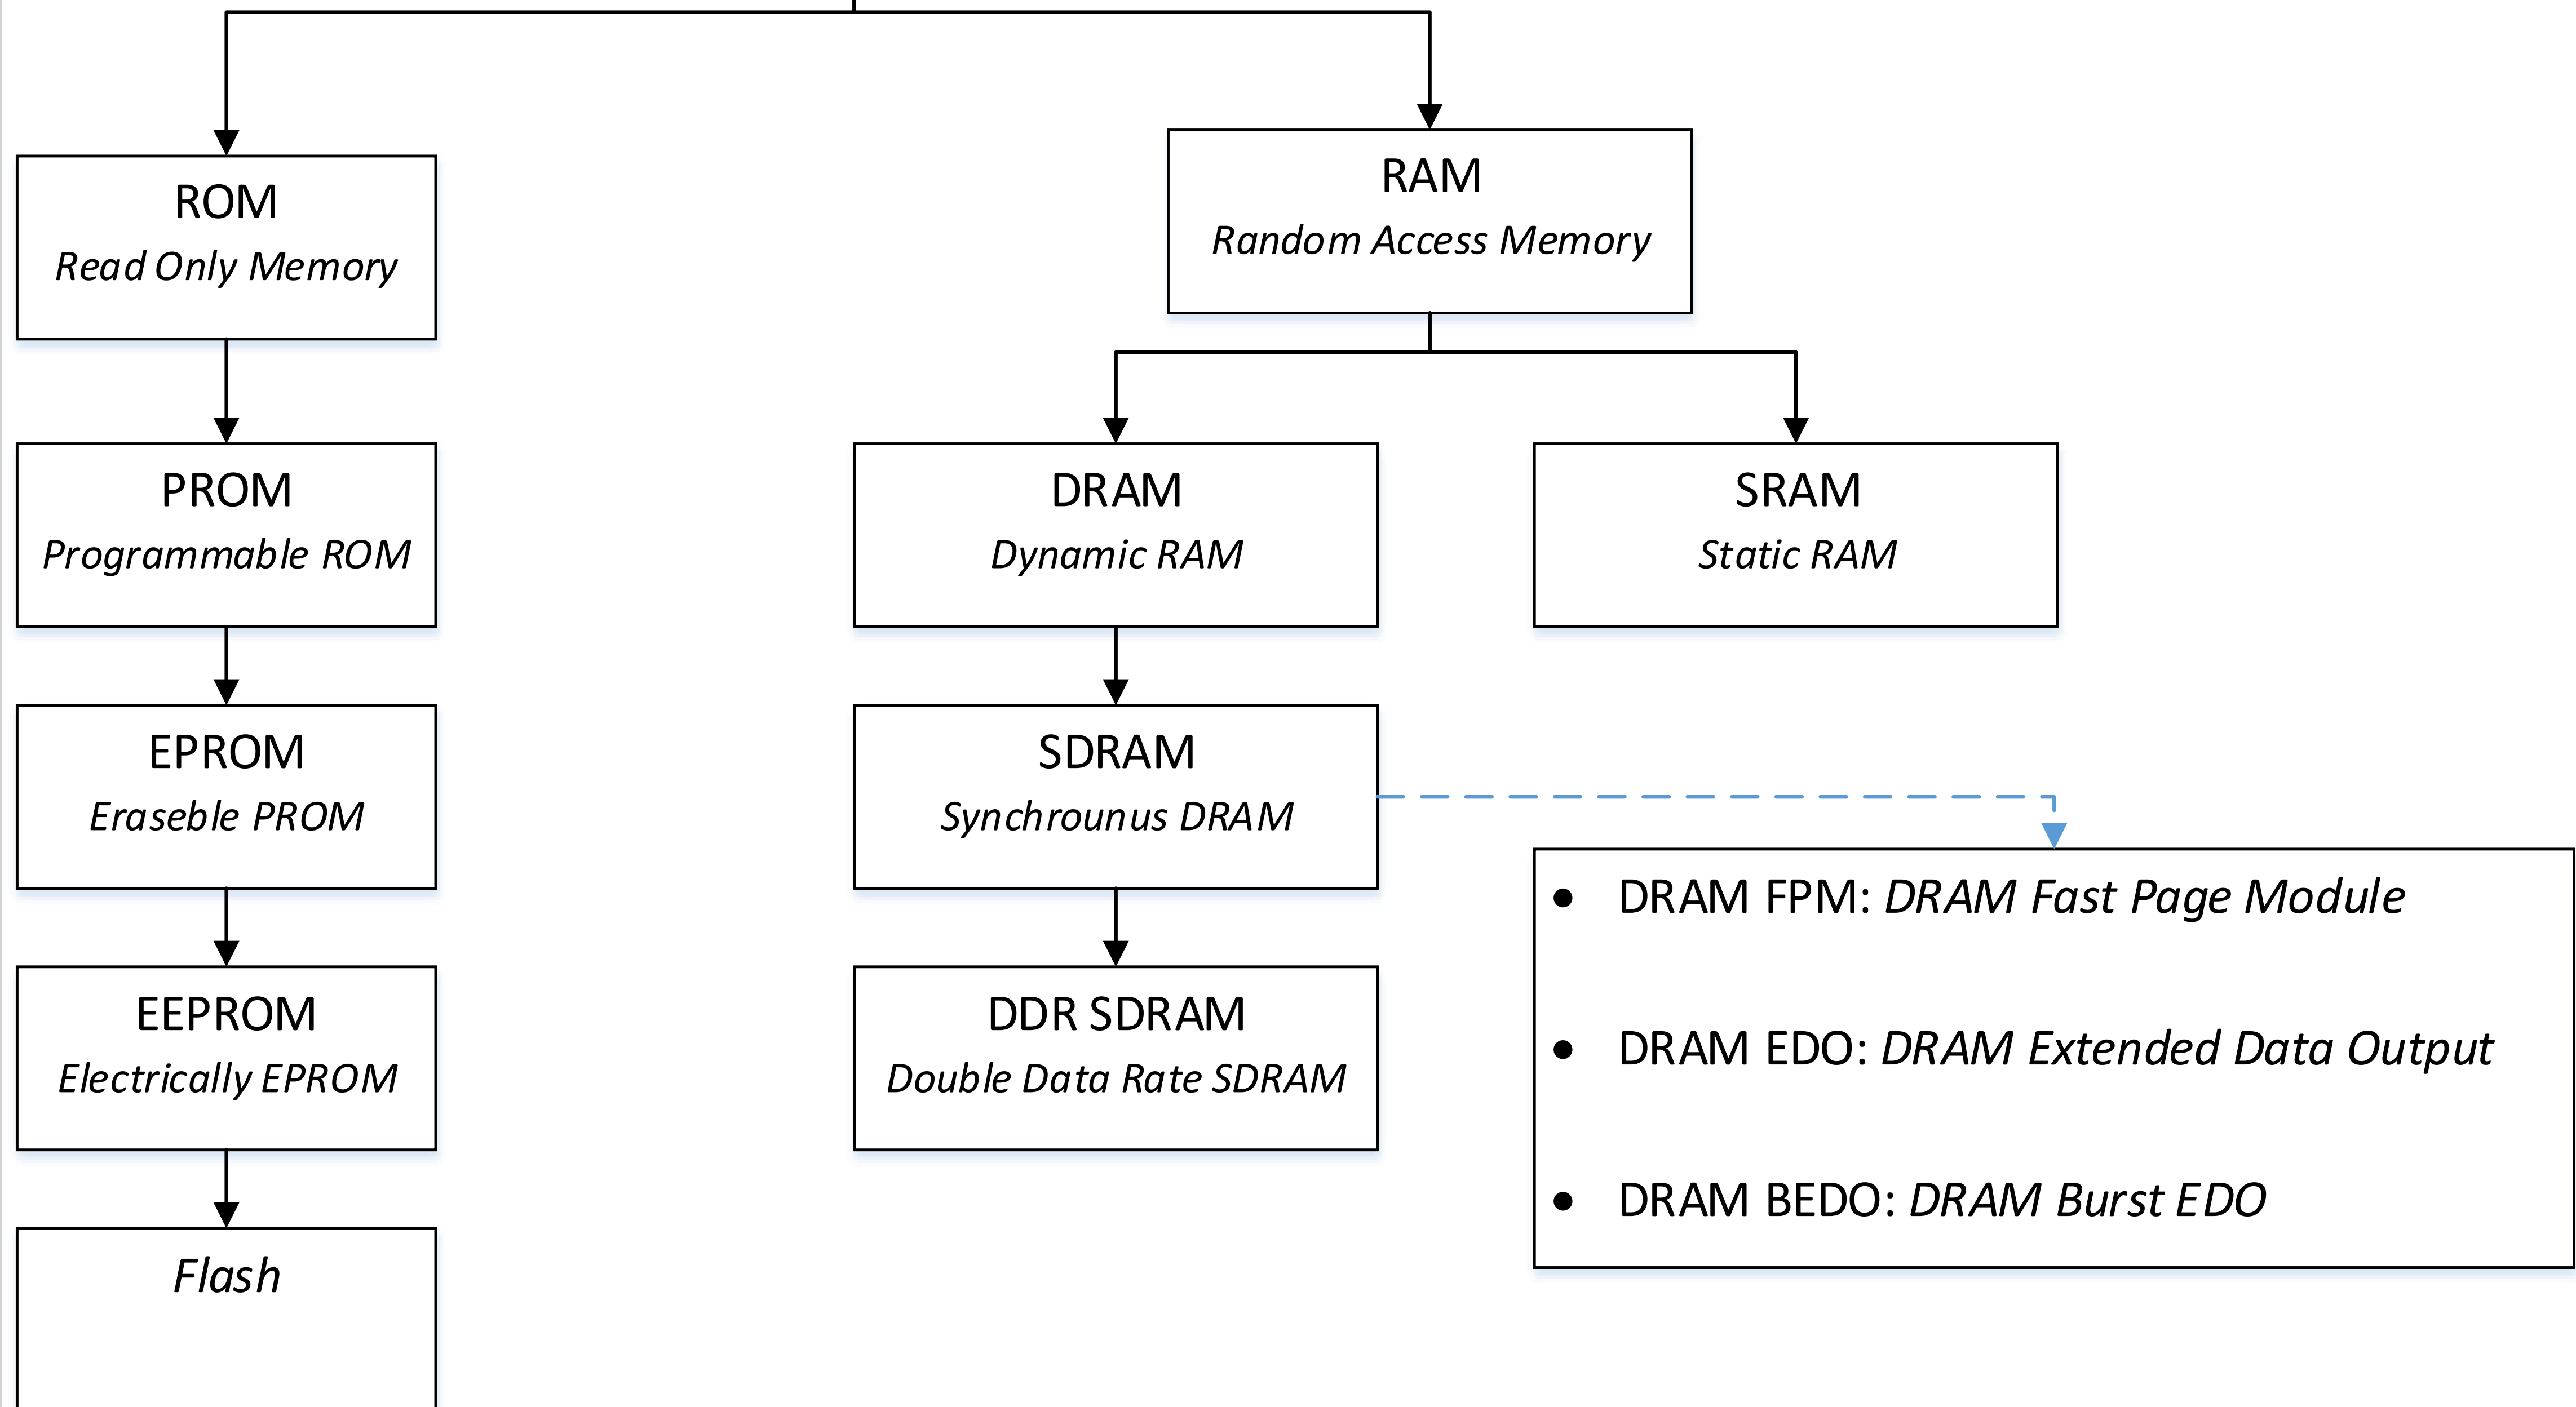 ROM
Read Only Memory
RAM
Random Access Memory
PROM
Programmable ROM
DRAM
Dynamic RAM
SRAM
Static RAM
EPROM
Eraseble PROM
SDRAM
Synchrounus DRAM
• DRAM FPM: DRAM Fast Page Module
• DRAM EDO: DRAM Extended Data Output
• DRAM BEDO: DRAM Burst EDO
EEPROM
Electrically EPROM
DDR SDRAM
Double Data Rate SDRAM
Flash